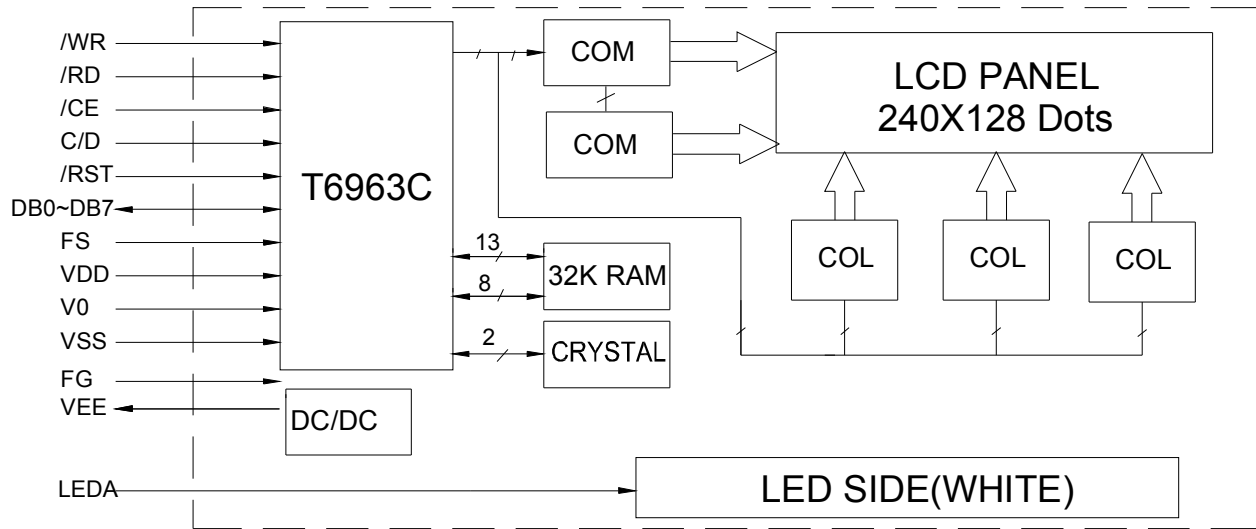 /WR
/RD
/CE
C/D
/RST
DB0~DB7
FS
VDD
V0
VSS
FG
VEE
LEDA
T6963C
DC/DC
COM
COM
13
8
2
32K RAM
CRYSTAL
LCD PANEL
240X128 Dots
COL
COL
COL
LED SIDE(WHITE)